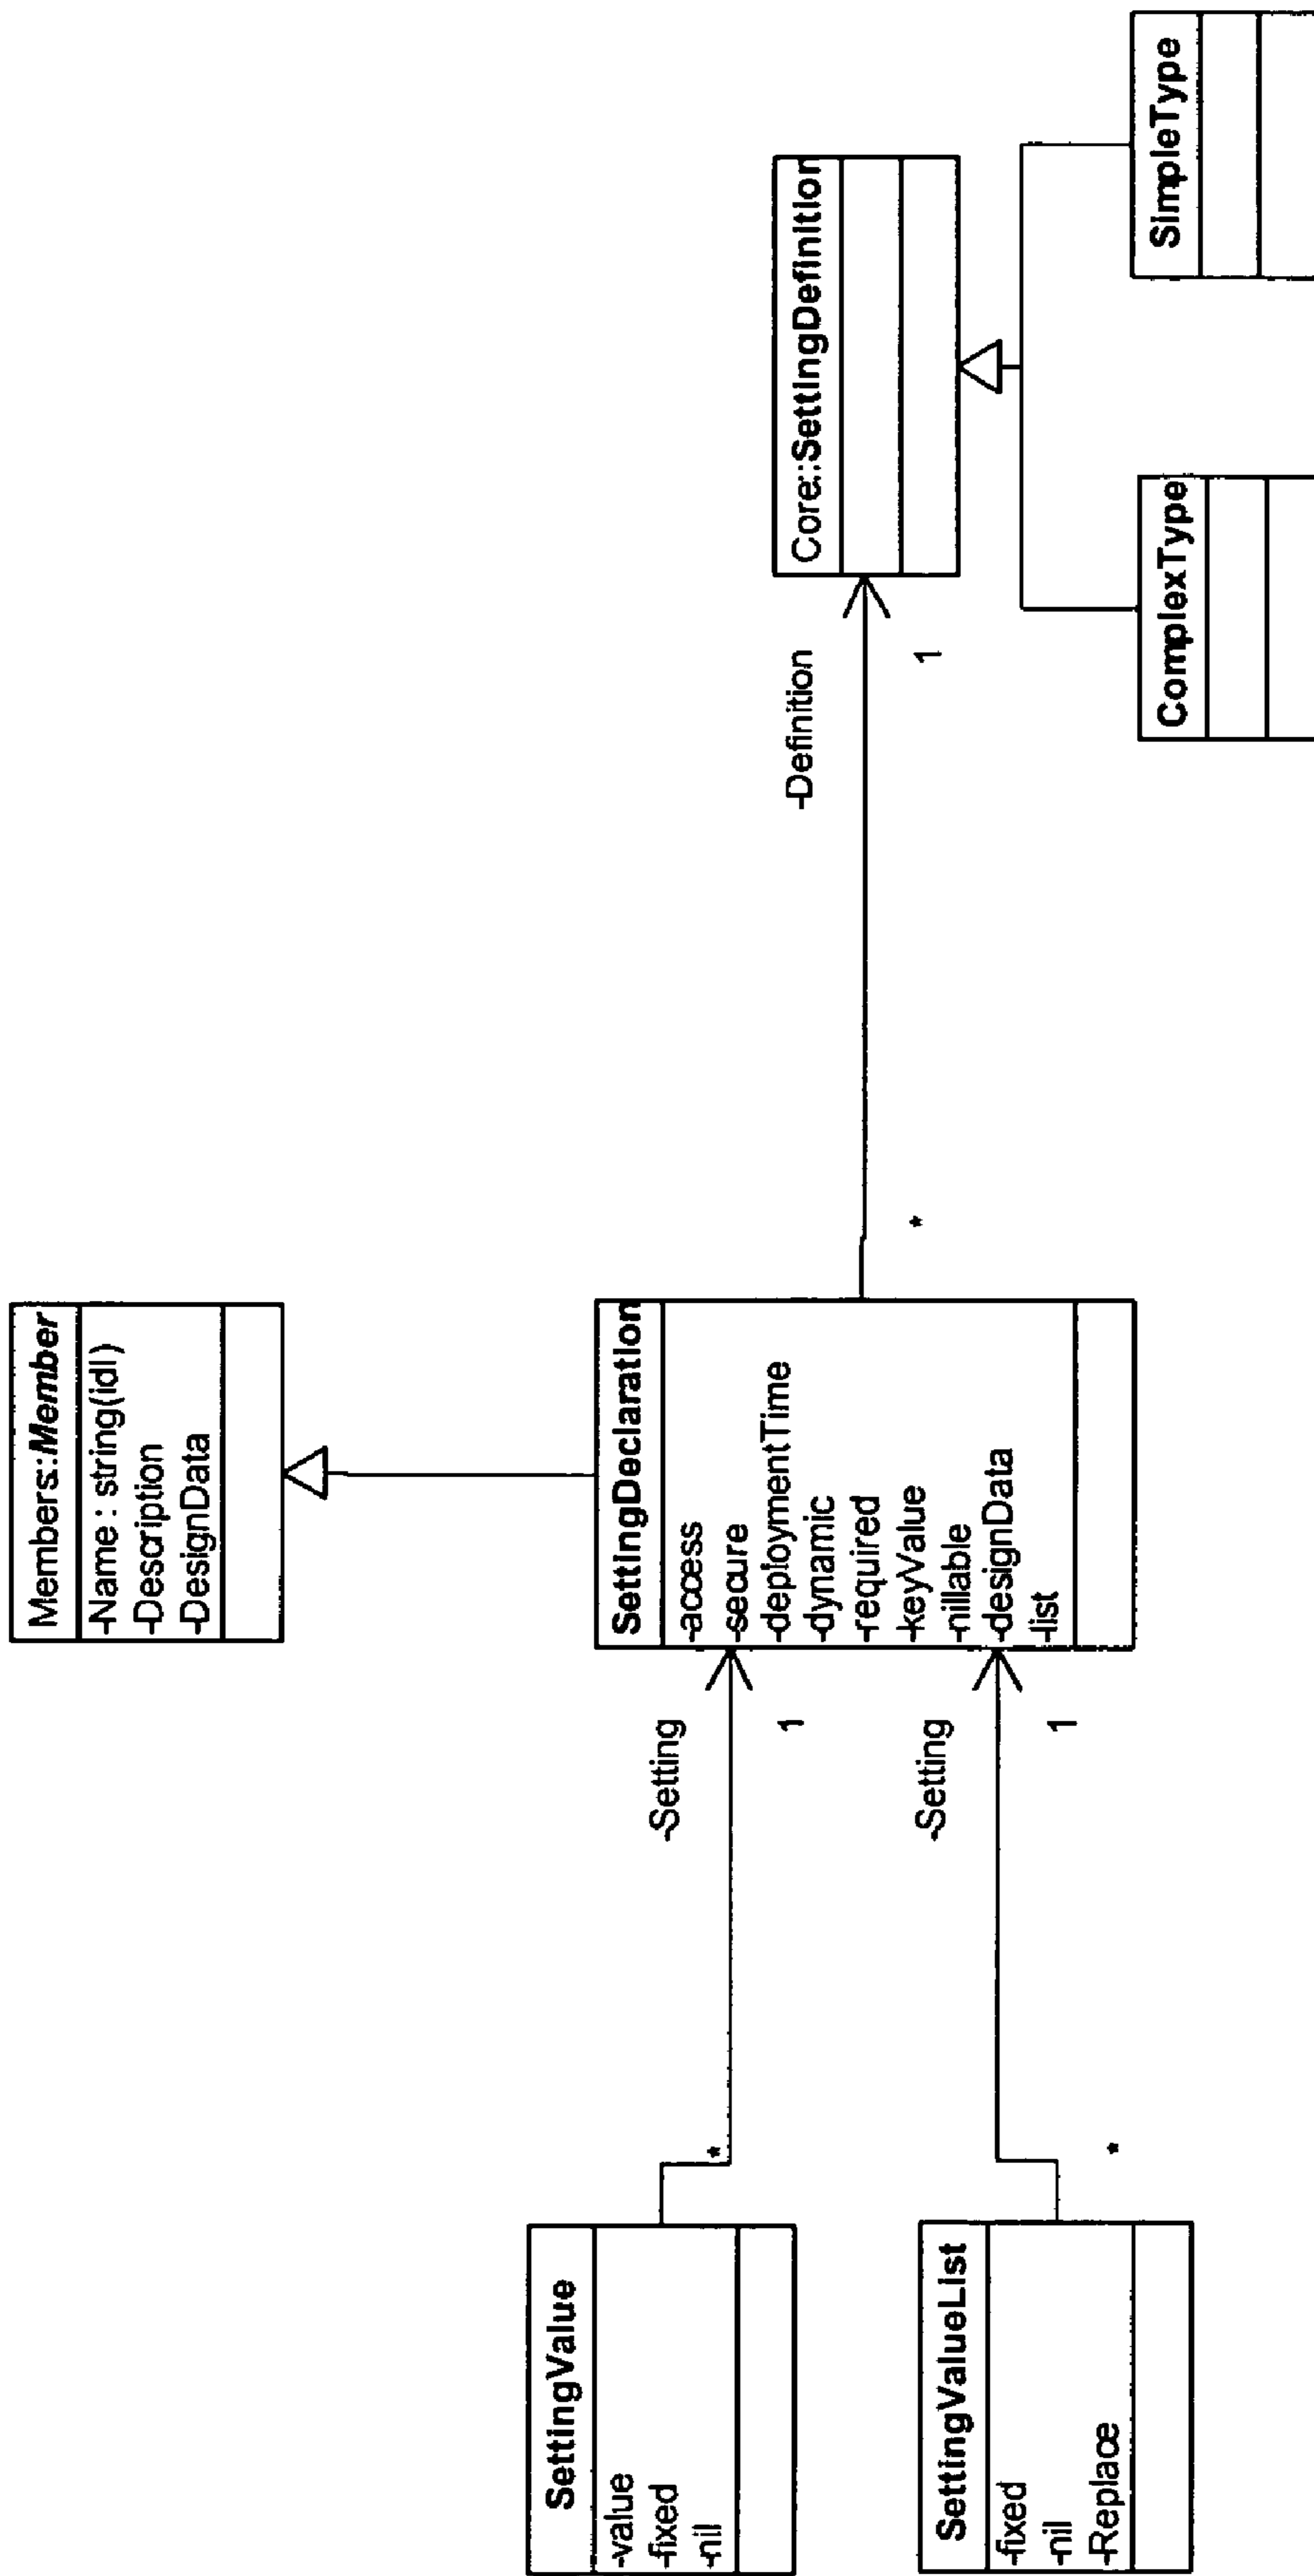 Members::Member
-Name : string(idl)
-Description
-DesignData
SettingValue
-value
-fixed
-nil
*
-Setting
1
SettingDeclaration
-access
-secure
-deploymentTime
-dynamic
-required
-keyValue
-nillable
-designData
-list
*
-Definition
1
Core::SettingDefinition
SettingValueList
-fixed
-nil
-Replace
*
-Setting
1
ComplexType
SimpleType